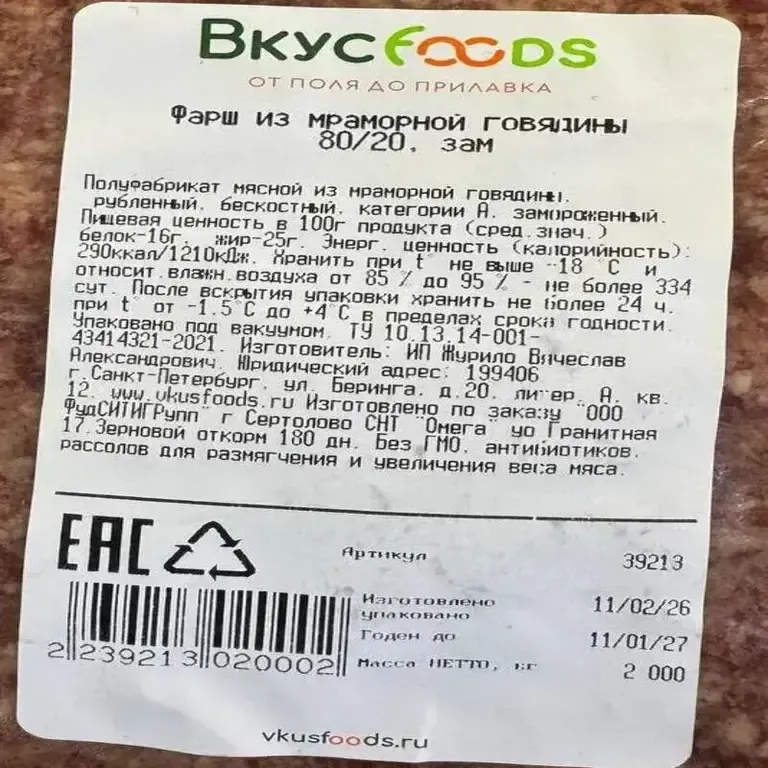 ВкусFOODS
ОТ ПОЛЯ ДО ПРИЛАВКА
Фарш из мраморной говядины
80/20, зам
Полуфабрикат мясной из мраморной говядины,
рубленный, бескостный, категории А, замороженный.
Пищевая ценность в 100г продукта (сред.знач.)
белок-16г, жир-25г. Энерг. ценность (калорийность):
290ккал/1210кДж. Хранить при t° не выше -18°С и
относит.влажн.воздуха от 85 % до 95 % - не более 334
сут. После вскрытия упаковки хранить не более 24 ч.
при t° от -1.5°С до +4°С в пределах срока годности.
Упаковано под вакуумом. ТУ 10.13.14-001-
43414321-2021. Изготовитель: ИП Журило Вячеслав
Александрович. Юридический адрес: 199406
г.Санкт-Петербург, ул. Беринга, д.20, литер. А, кв.
12. www.vkusfoods.ru Изготовлено по заказу "ООО
ФудСИТИГРупп" г Сертолово СНТ "Омега" уо Гранитная
17.Зерновой откорм 180 дн. Без ГМО, антибиотиков,
рассолов для размягчения и увеличения веса мяса.
ЕАС
Артикул 39213
Изготовлено
упаковано 11/02/26
Годен до 11/01/27
Масса НЕТТО, кг 2 000
2 239213 020002
vkusfoods.ru